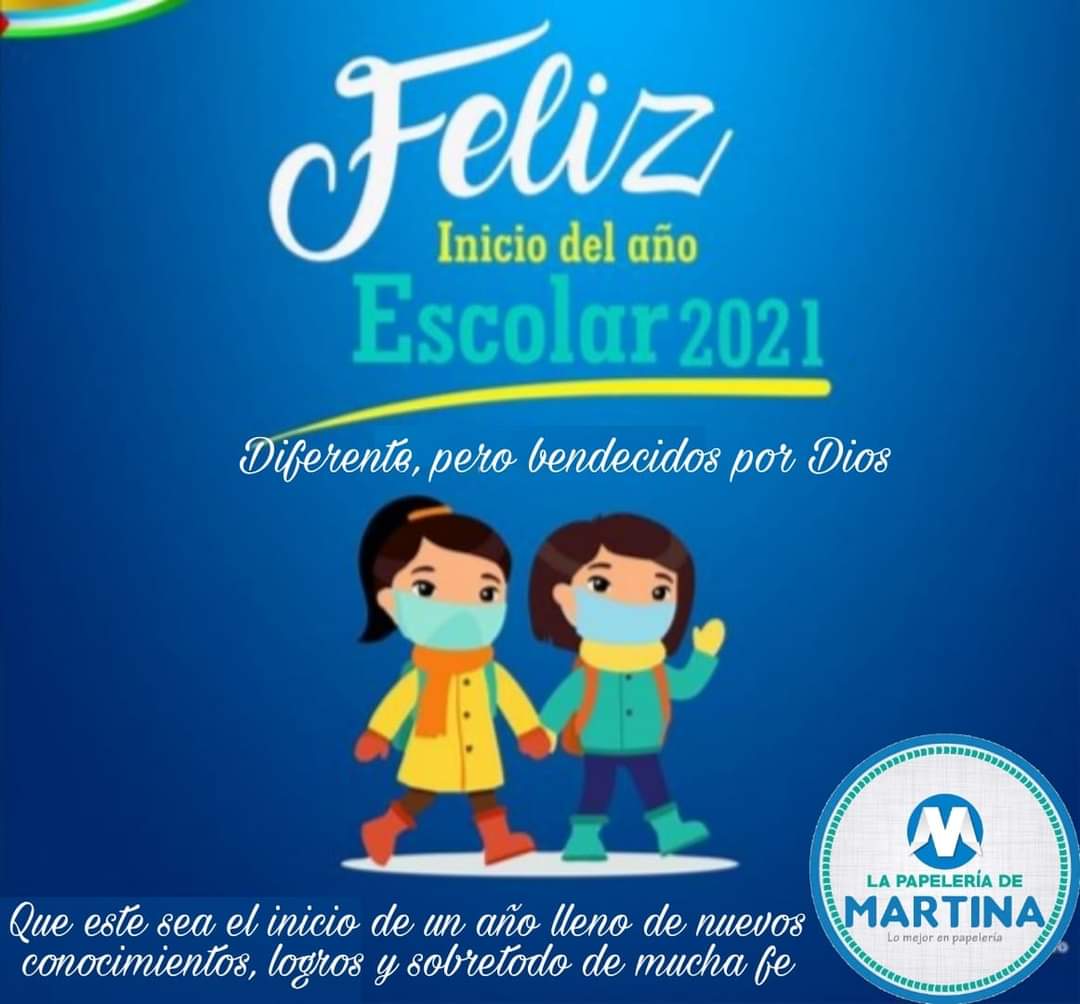 Feliz
Inicio del año
Escolar 2021
Diferente, pero bendecidos por Dios
Que este sea el inicio de un año lleno de nuevos
conocimientos, logros y sobretodo de mucha fe
M
LA PAPELERÍA DE
MARTINA
Lo mejor en papelería